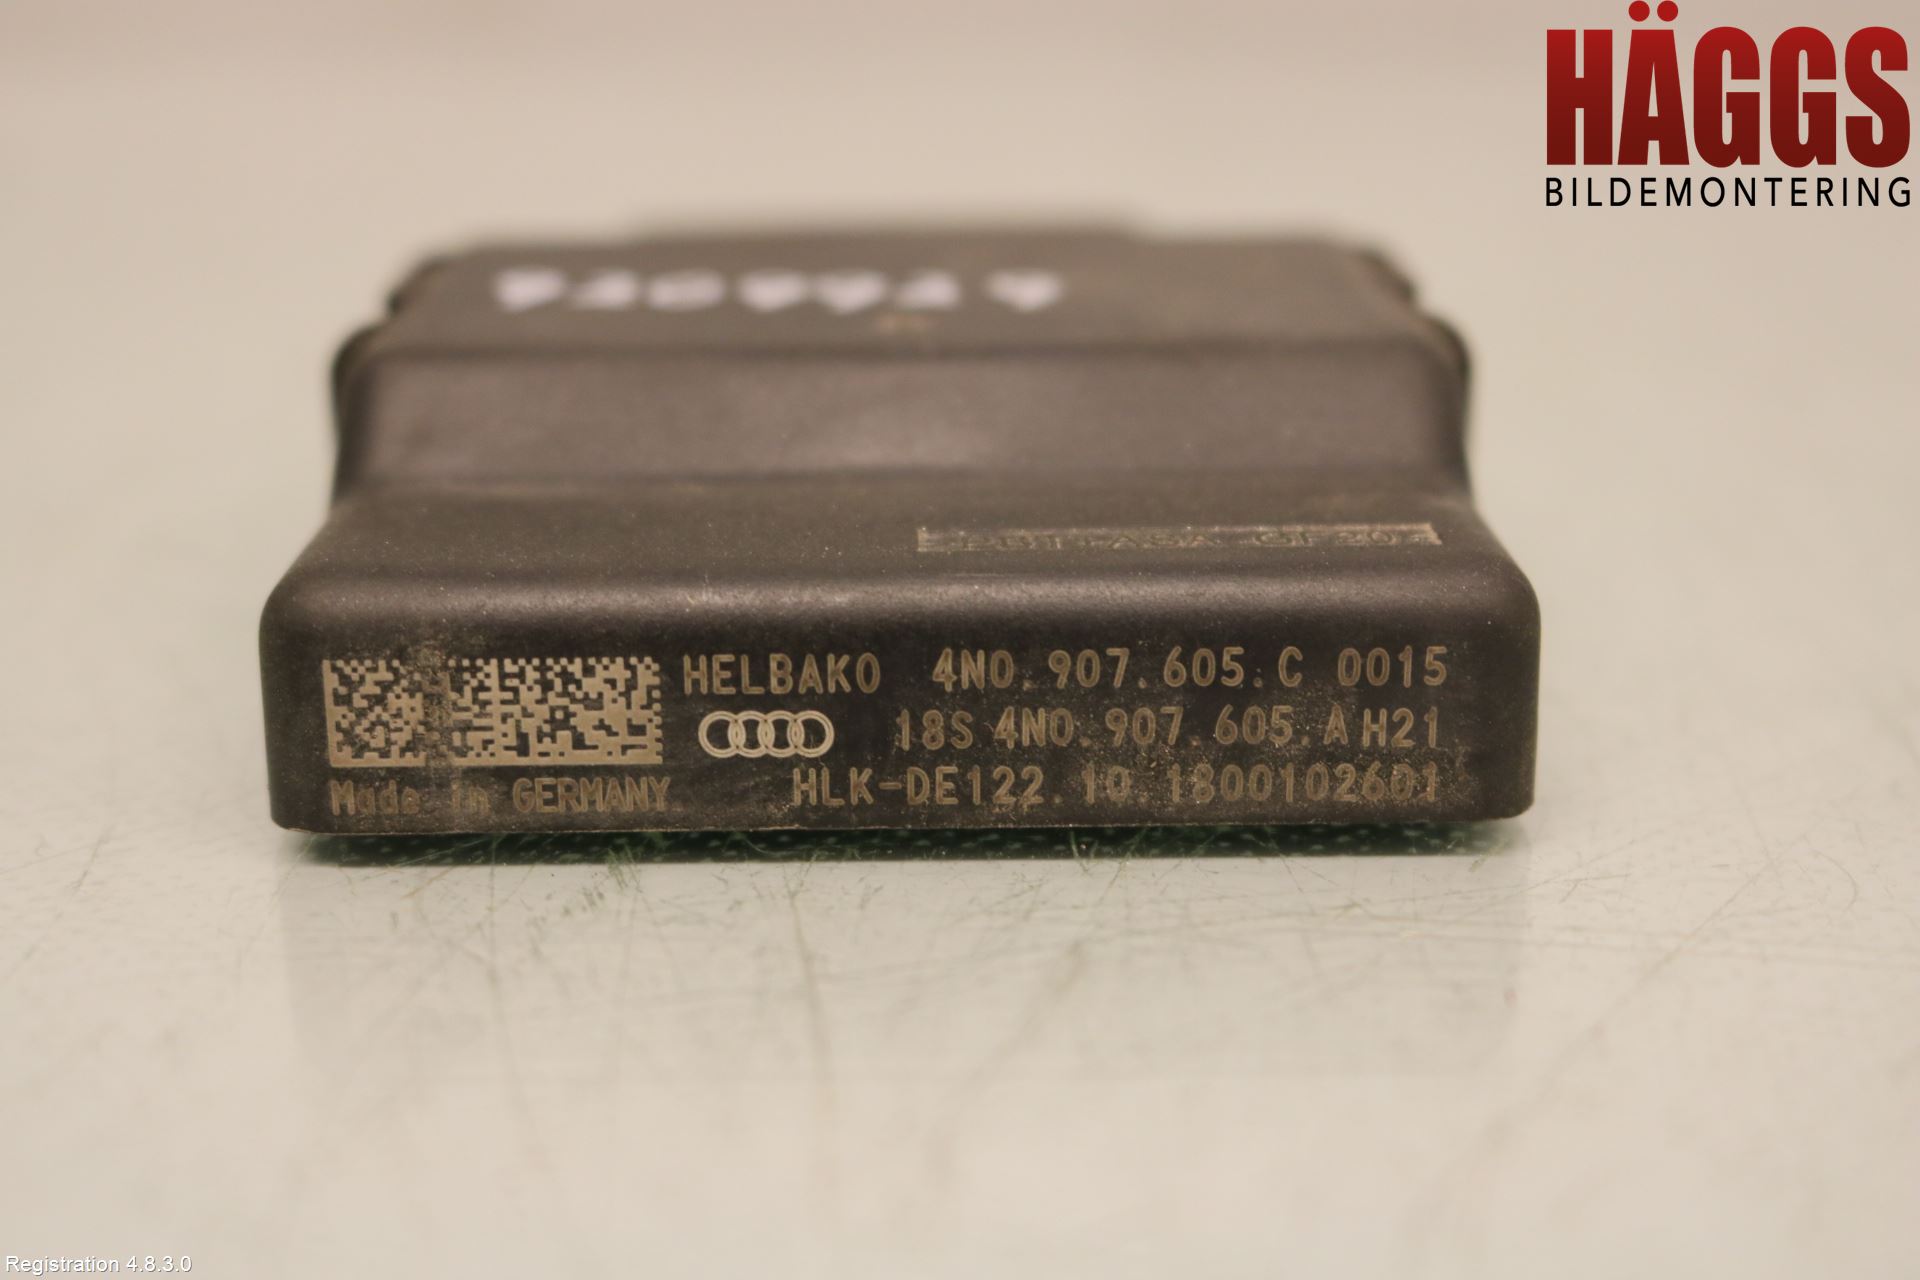 HÄGGS
BILDEMONTERING
HELBAKO 4N0.907.605.C 0015
18S 4N0.907.605.A H21
HLK-DE122.10.1800102601
Made in GERMANY
Registration 4.8.3.0